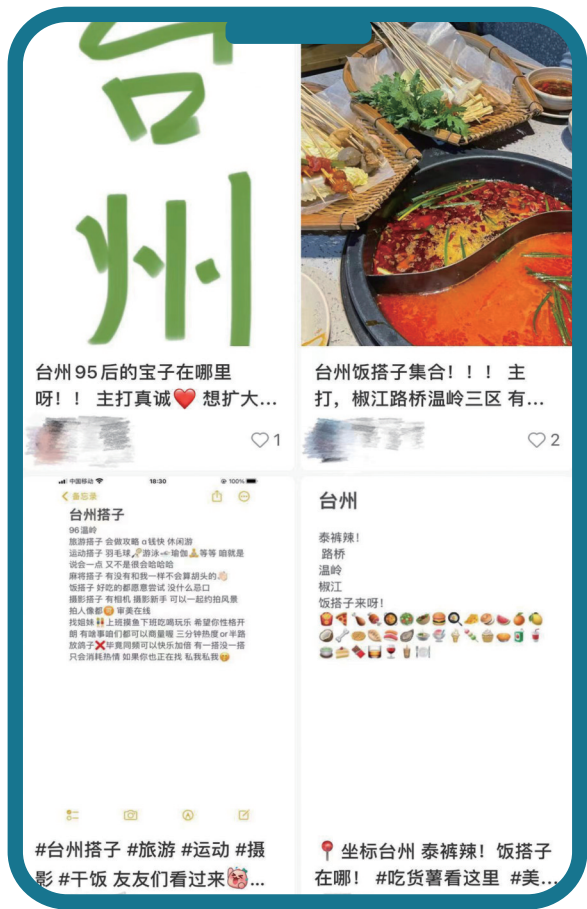 台
州
台州95后的宝子在哪里
呀！！ 主打真诚❤️ 想扩大...
1
台州饭搭子集合！！！ 主
打，椒江路桥温岭三区 有...
2
中国移动
18:30
100%
备忘录
台州搭子
96温岭
旅游搭子 会做攻略 o钱快 休闲游
运动搭子 羽毛球🏸游泳🏊瑜伽🧘等等 咱就是
说会一点 又不是很会哈哈哈
麻将搭子 有没有和我一样不会算胡头的👋🏻
饭搭子 好吃的都愿意尝试 没什么忌口
摄影搭子 有相机 摄影新手 可以一起约拍风景
拍人像都🉑 审美在线
找姐妹👭上班摸鱼下班吃喝玩乐 希望你性格开
朗 有啥事咱们都可以商量喔 三分钟热度or半路
放鸽子❌毕竟同频可以快乐加倍 有一搭没一搭
只会消耗热情 如果你也正在找 私我私我
#台州搭子 #旅游 #运动 #摄
影 #干饭 友友们看过来...
台州
泰裤辣！
路桥
温岭
椒江
饭搭子来呀！
📍 坐标台州 泰裤辣！饭搭子
在哪！ #吃货薯看这里 #美...